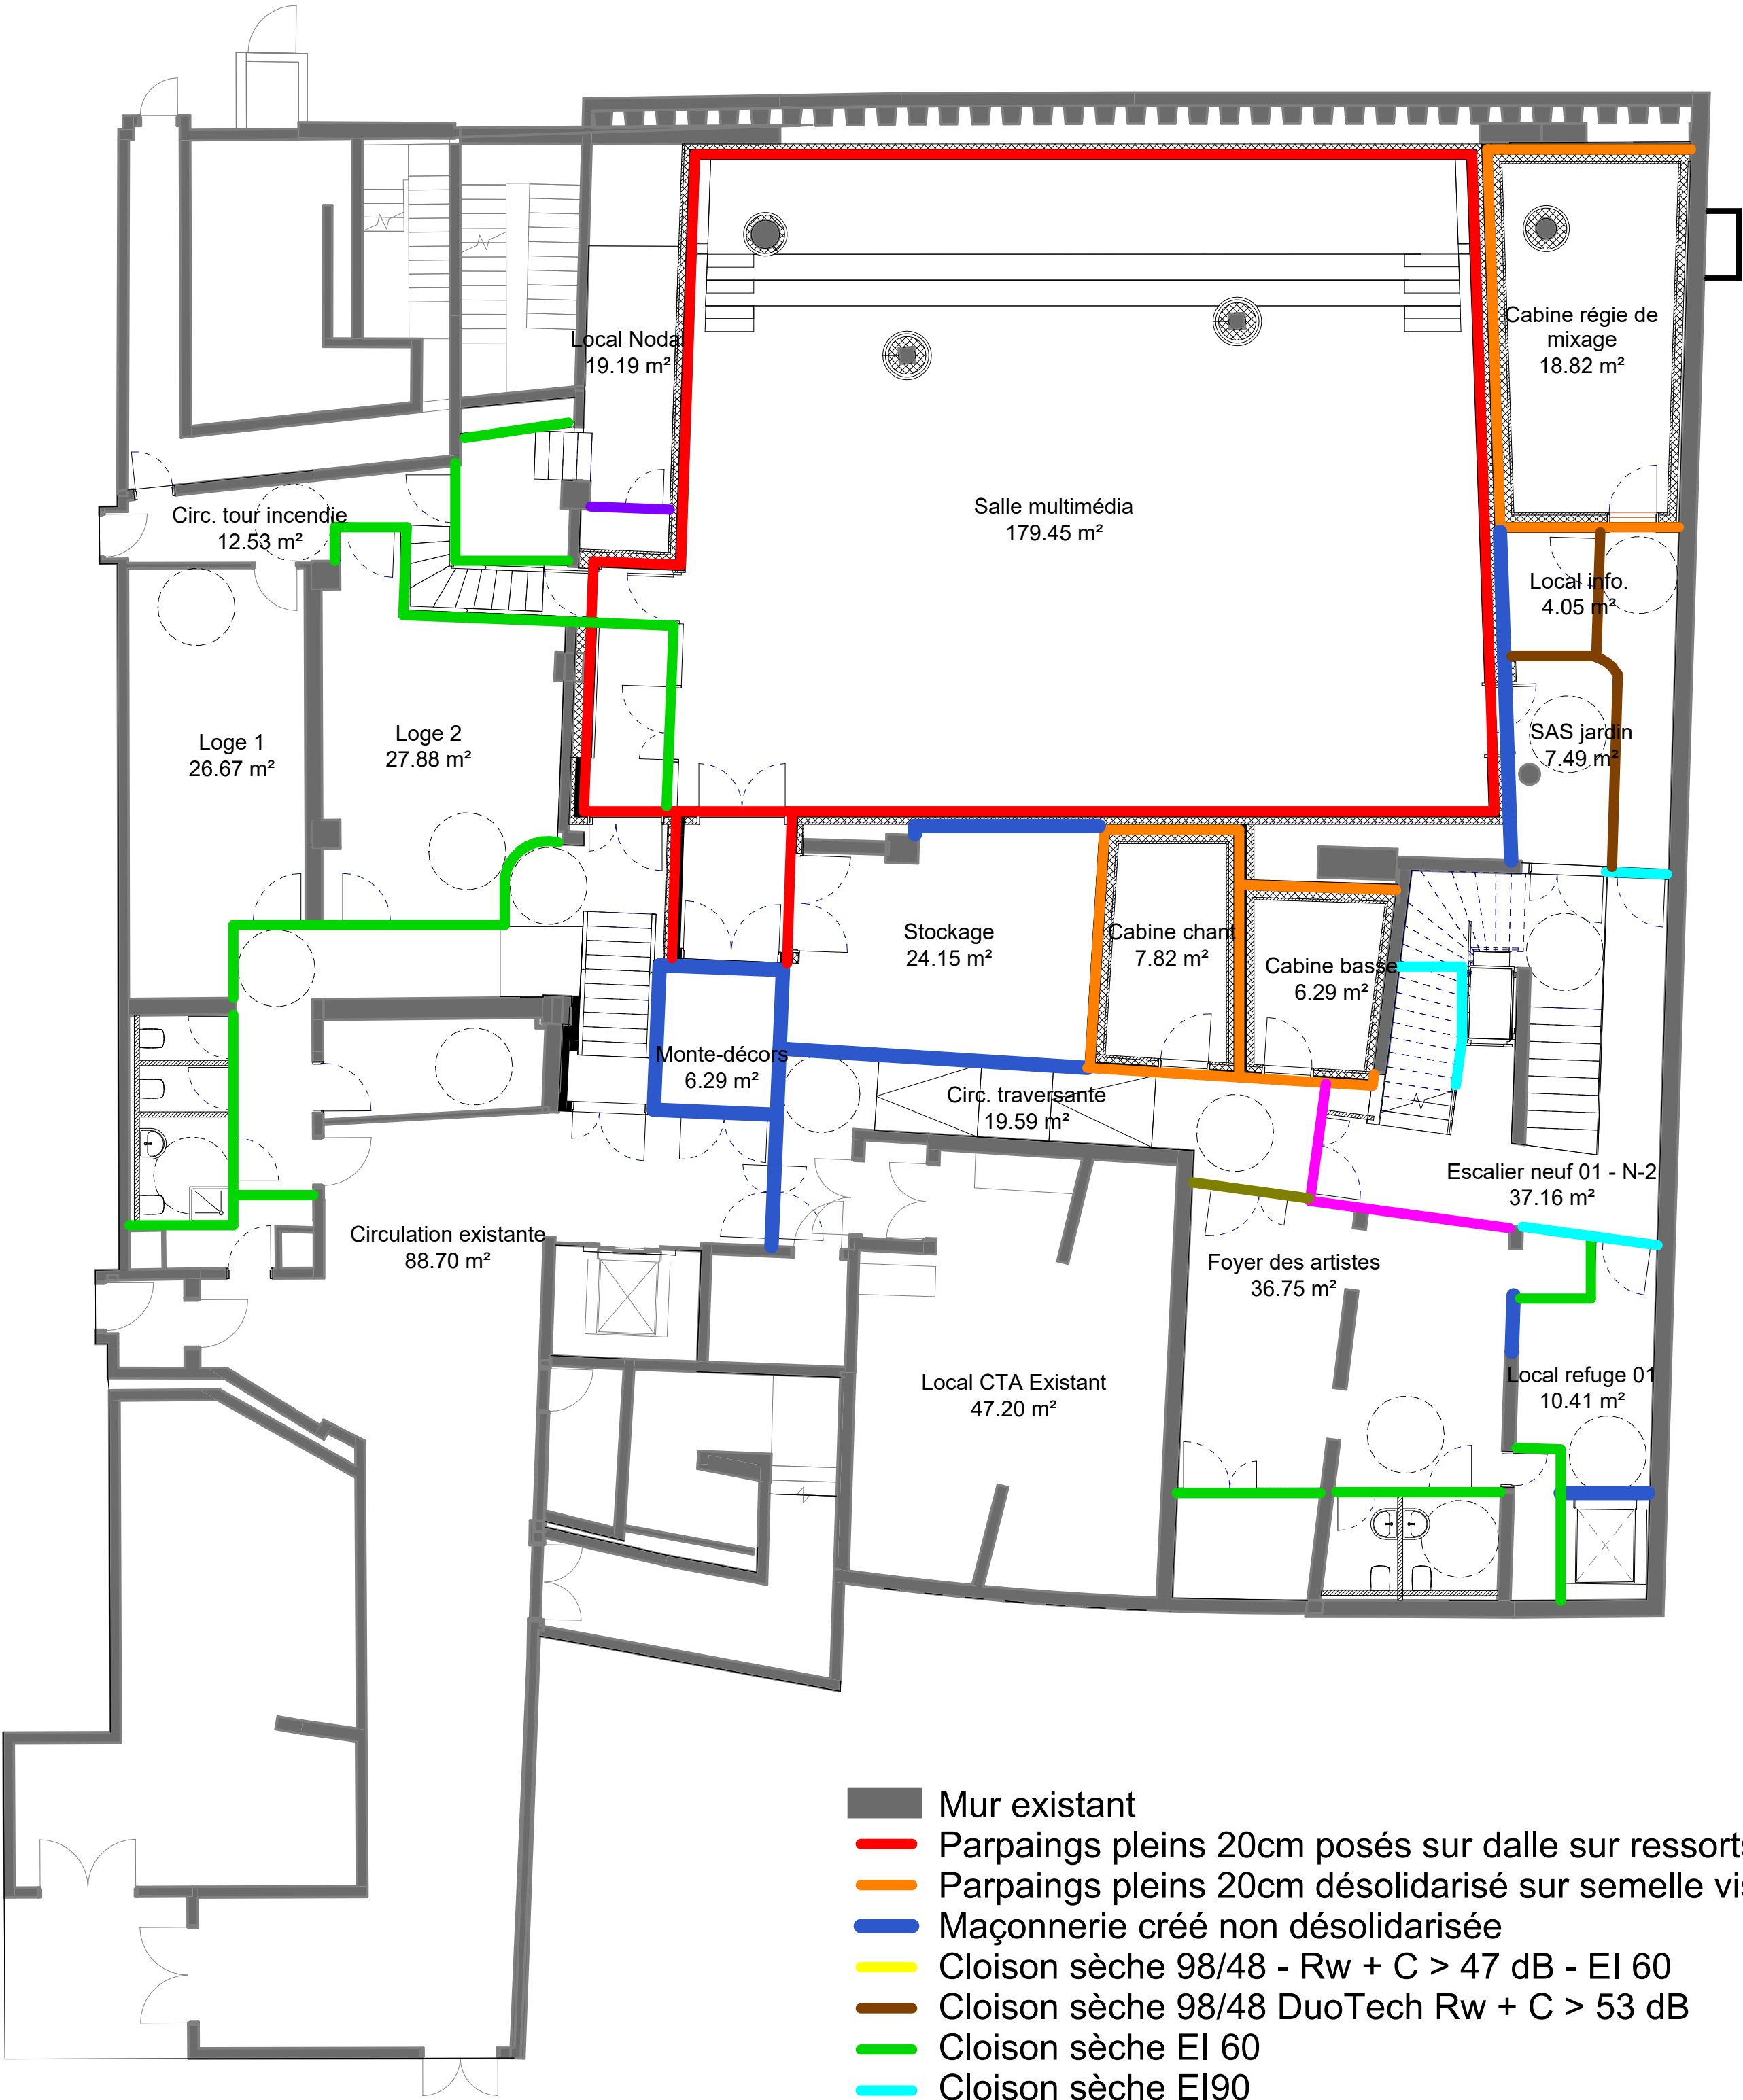 Local Nodal
19.19 m²
Cabine régie de
mixage
18.82 m²
Circ. tour incendie
12.53 m²
Salle multimédia
179.45 m²
Local info.
4.05 m²
Loge 1
26.67 m²
Loge 2
27.88 m²
SAS jardin
7.49 m²
Stockage
24.15 m²
Cabine chant
7.82 m²
Cabine basse
6.29 m²
Monte-décors
6.29 m²
Circ. traversante
19.59 m²
Escalier neuf 01 - N-2
37.16 m²
Circulation existante
88.70 m²
Foyer des artistes
36.75 m²
Local CTA Existant
47.20 m²
Local refuge 01
10.41 m²
Mur existant
Parpaings pleins 20cm posés sur dalle sur ressorts
Parpaings pleins 20cm désolidarisé sur semelle
Maçonnerie créé non désolidarisée
Cloison sèche 98/48 - Rw + C > 47 dB - EI 60
Cloison sèche 98/48 DuoTech Rw + C > 53 dB
Cloison sèche EI 60
Cloison sèche EI90